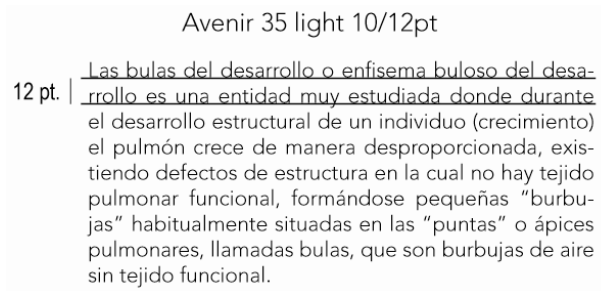 Avenir 35 light 10/12pt
Las bulas del desarrollo o enfisema buloso del desa-
12 pt. rrollo es una entidad muy estudiada donde durante
el desarrollo estructural de un individuo (crecimiento)
el pulmón crece de manera desproporcionada, exis-
tiendo defectos de estructura en la cual no hay tejido
pulmonar funcional, formándose pequeñas “burbu-
jas” habitualmente situadas en las “puntas” o ápices
pulmonares, llamadas bulas, que son burbujas de aire
sin tejido funcional.